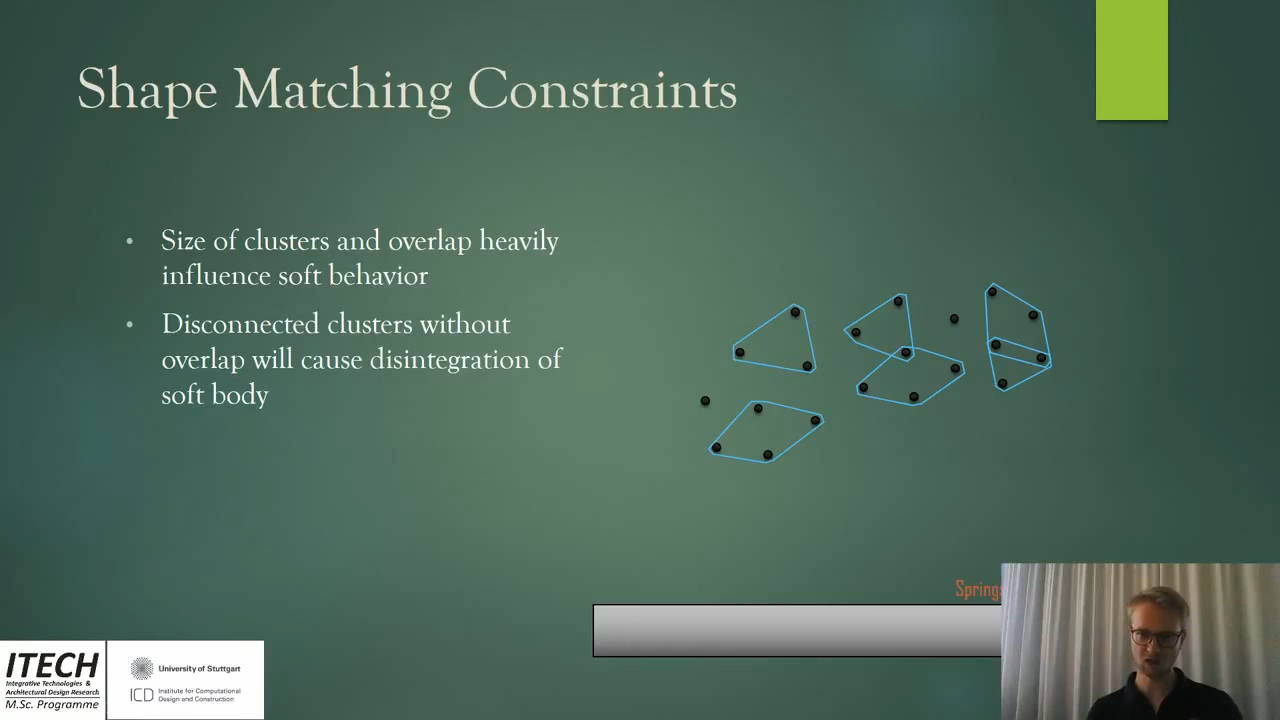 Shape Matching Constraints
• Size of clusters and overlap heavily
influence soft behavior
• Disconnected clusters without
overlap will cause disintegration of
soft body
Springs
ITECH
Integrative Technologies &
Architectural Design Research
M.Sc. Programme
University of Stuttgart
ICD
Institute for Computational
Design and Construction